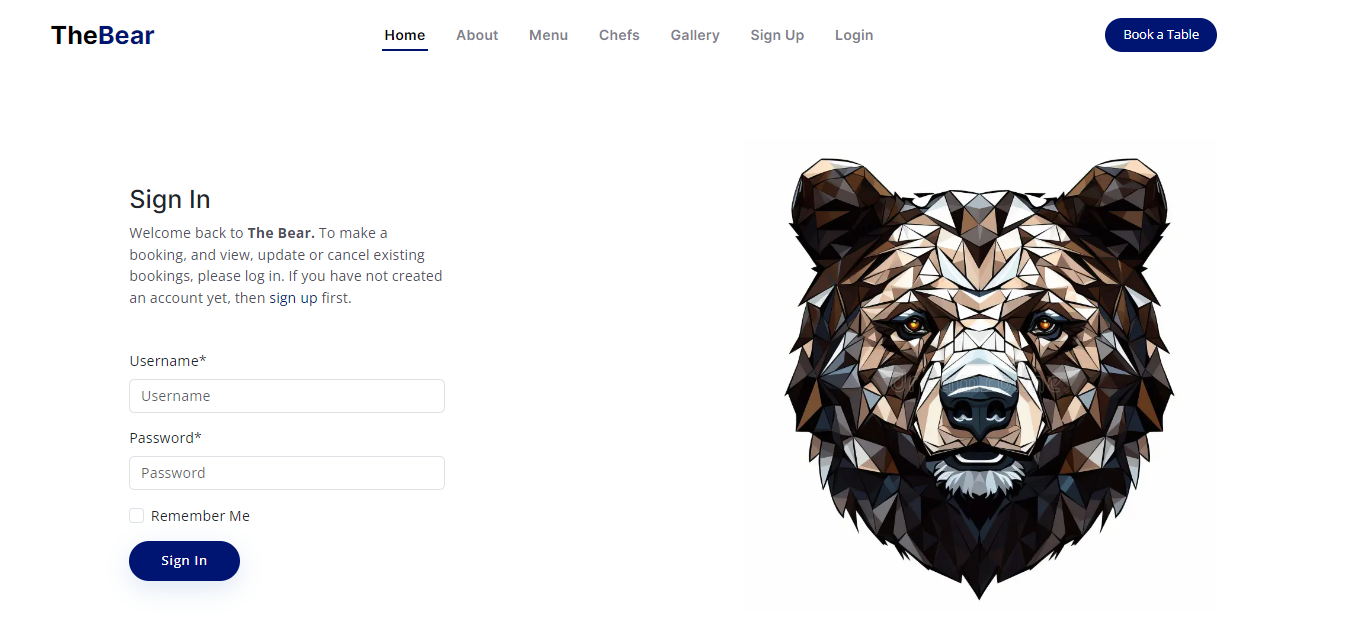 TheBear
Home About Menu Chefs Gallery Sign Up Login
Book a Table
Sign In
Welcome back to The Bear. To make a
booking, and view, update or cancel existing
bookings, please log in. If you have not created
an account yet, then sign up first.
Username*
Username
Password*
Password
Remember Me
Sign In